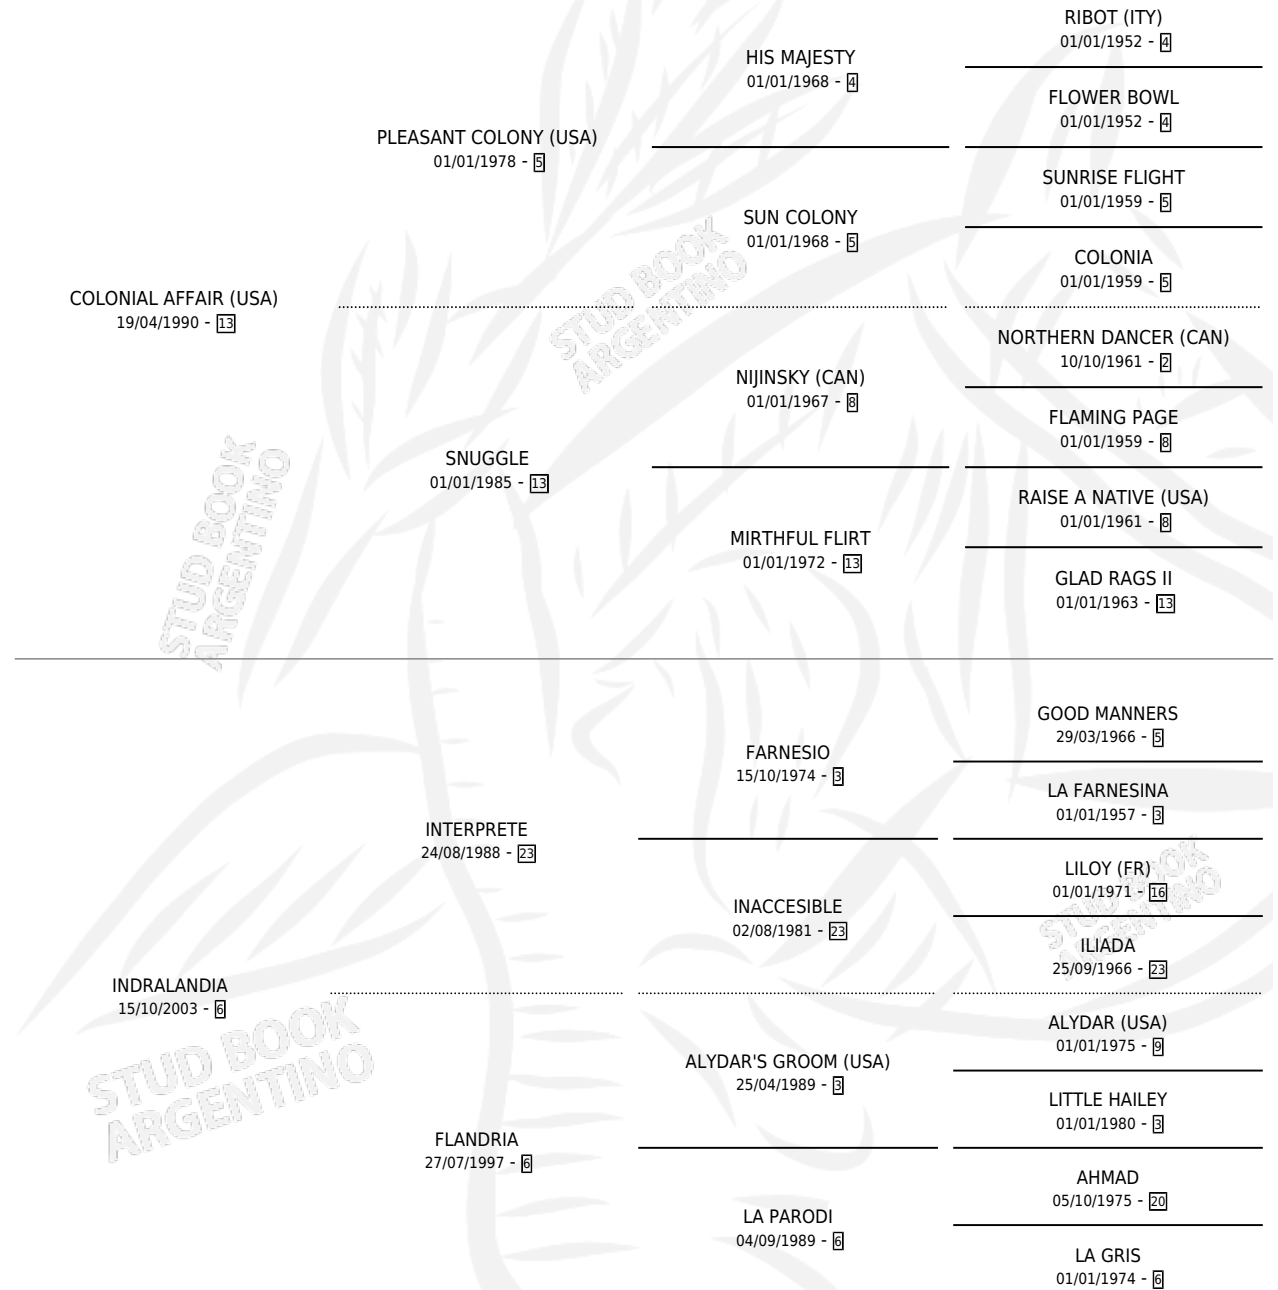 RIBOT (ITY)
01/01/1952 - 4
HIS MAJESTY
01/01/1968 - 4
FLOWER BOWL
01/01/1952 - 4
PLEASANT COLONY (USA)
01/01/1978 - 5
SUNRISE FLIGHT
01/01/1959 - 5
SUN COLONY
01/01/1968 - 5
COLONIA
01/01/1959 - 5
COLONIAL AFFAIR (USA)
19/04/1990 - 13
NORTHERN DANCER (CAN)
10/10/1961 - 2
NIJINSKY (CAN)
01/01/1967 - 8
FLAMING PAGE
01/01/1959 - 8
SNUGGLE
01/01/1985 - 13
RAISE A NATIVE (USA)
01/01/1961 - 8
MIRTHFUL FLIRT
01/01/1972 - 13
GLAD RAGS II
01/01/1963 - 13
GOOD MANNERS
29/03/1966 - 5
FARNESIO
15/10/1974 - 3
LA FARNESINA
01/01/1957 - 3
INTERPRETE
24/08/1988 - 23
LILOY (FR)
01/01/1971 - 16
INACCESIBLE
02/08/1981 - 23
ILIADA
25/09/1966 - 23
INDRALANDIA
15/10/2003 - 6
ALYDAR (USA)
01/01/1975 - 9
ALYDAR'S GROOM (USA)
25/04/1989 - 3
LITTLE HAILEY
01/01/1980 - 3
FLANDRIA
27/07/1997 - 6
AHMAD
05/10/1975 - 20
LA PARODI
04/09/1989 - 6
LA GRIS
01/01/1974 - 6
STUD BOOK
ARGENTINO
STUD BOOK
ARGENTINO
STUD BOOK
ARGENTINO
STUD BOOK
ARGENTINO